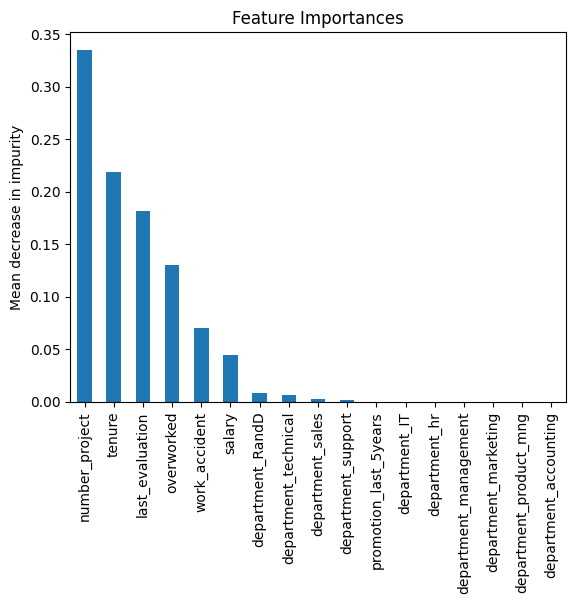 Feature Importances
Mean decrease in impurity
0.35
0.30
0.25
0.20
0.15
0.10
0.05
0.00
number_project
tenure
last_evaluation
overworked
work_accident
salary
department_RandD
department_technical
department_sales
department_support
promotion_last_5years
department_IT
department_hr
department_management
department_marketing
department_product_mng
department_accounting